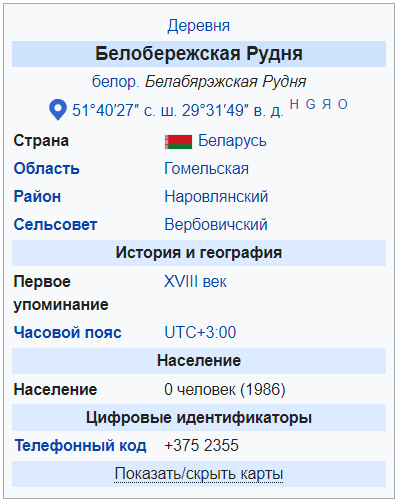 Деревня
Белобережская Рудня
белор. Белабярэжская Рудня
51°40′27″ с. ш. 29°31′49″ в. д. H G Я O
Страна Беларусь
Область Гомельская
Район Наровлянский
Сельсовет Вербовичский
История и география
Первое упоминание XVIII век
Часовой пояс UTC+3:00
Население
Население 0 человек (1986)
Цифровые идентификаторы
Телефонный код +375 2355
Показать/скрыть карты